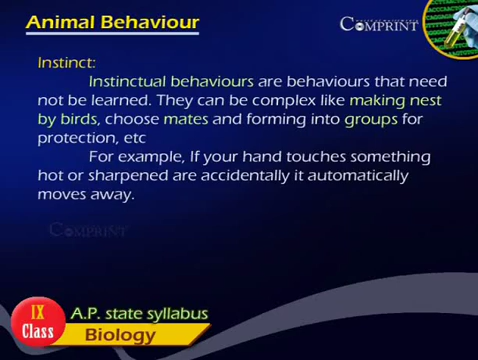 Animal Behaviour
COMPRINT
Instinct:
Instinctual behaviours are behaviours that need
not be learned. They can be complex like making nest
by birds, choose mates and forming into groups for
protection, etc
For example, If your hand touches something
hot or sharpened are accidentally it automatically
moves away.
COMPRINT
IX
Class
A.P. state syllabus
Biology